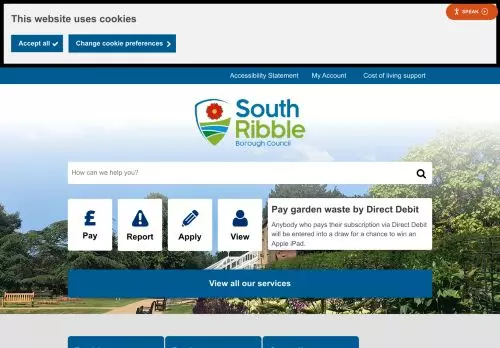 This website uses cookies
SPEAK
Accept all
Change cookie preferences
Accessibility Statement
My Account
Cost of living support
South
Ribble
Borough Council
How can we help you?
Pay
Report
Apply
View
Pay garden waste by Direct Debit
Anybody who pays their subscription via Direct Debit
will be entered into a draw for a chance to win an
Apple iPad.
View all our services